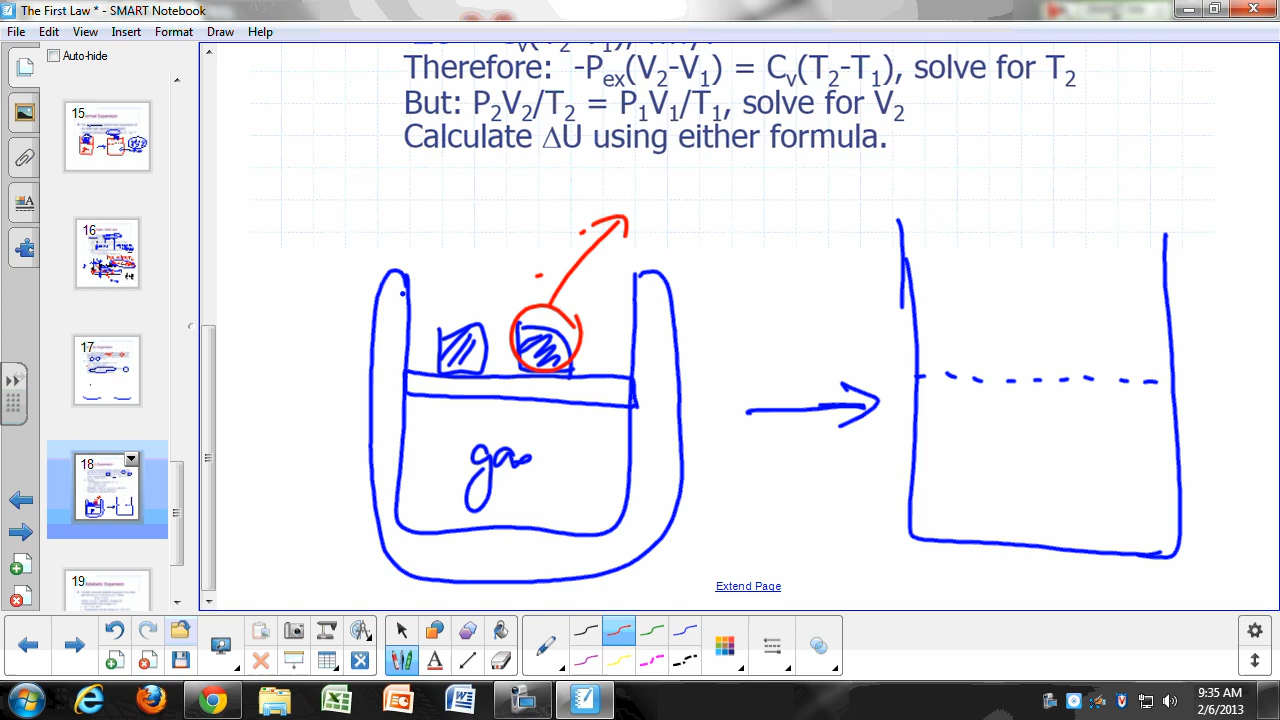 The First Law * - SMART Notebook
File Edit View Insert Format Draw Help
Auto-hide
Therefore: -Pex(V2-V1) = Cv(T2-T1), solve for T2
But: P2V2/T2 = P1V1/T1, solve for V2
Calculate ΔU using either formula.
15
16
17
18
19
gas
Extend Page
9:35 AM
2/6/2013